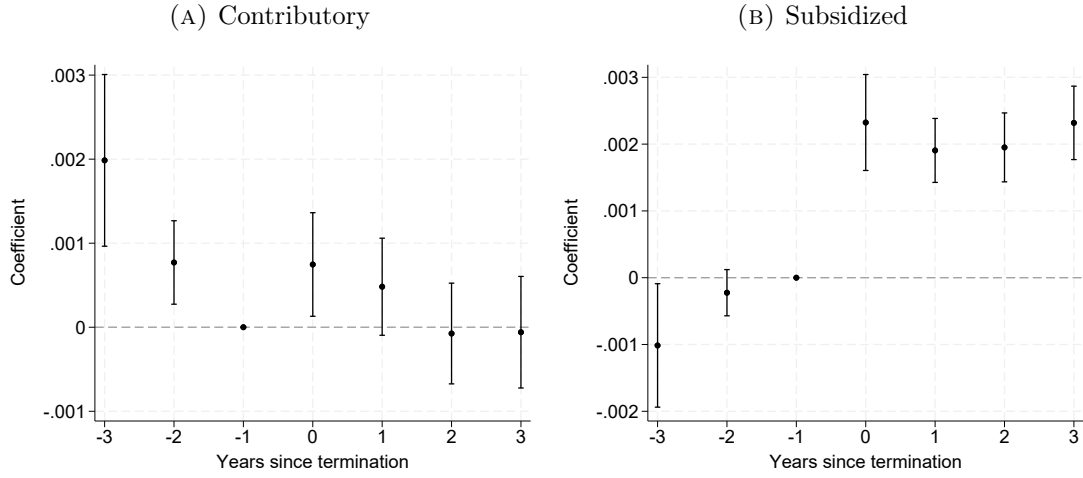 (A) Contributory
.003
.002
.001
0
-.001
Coefficient
-3 -2 -1 0 1 2 3
Years since termination
(B) Subsidized
.003
.002
.001
0
-.001
-.002
Coefficient
-3 -2 -1 0 1 2 3
Years since termination